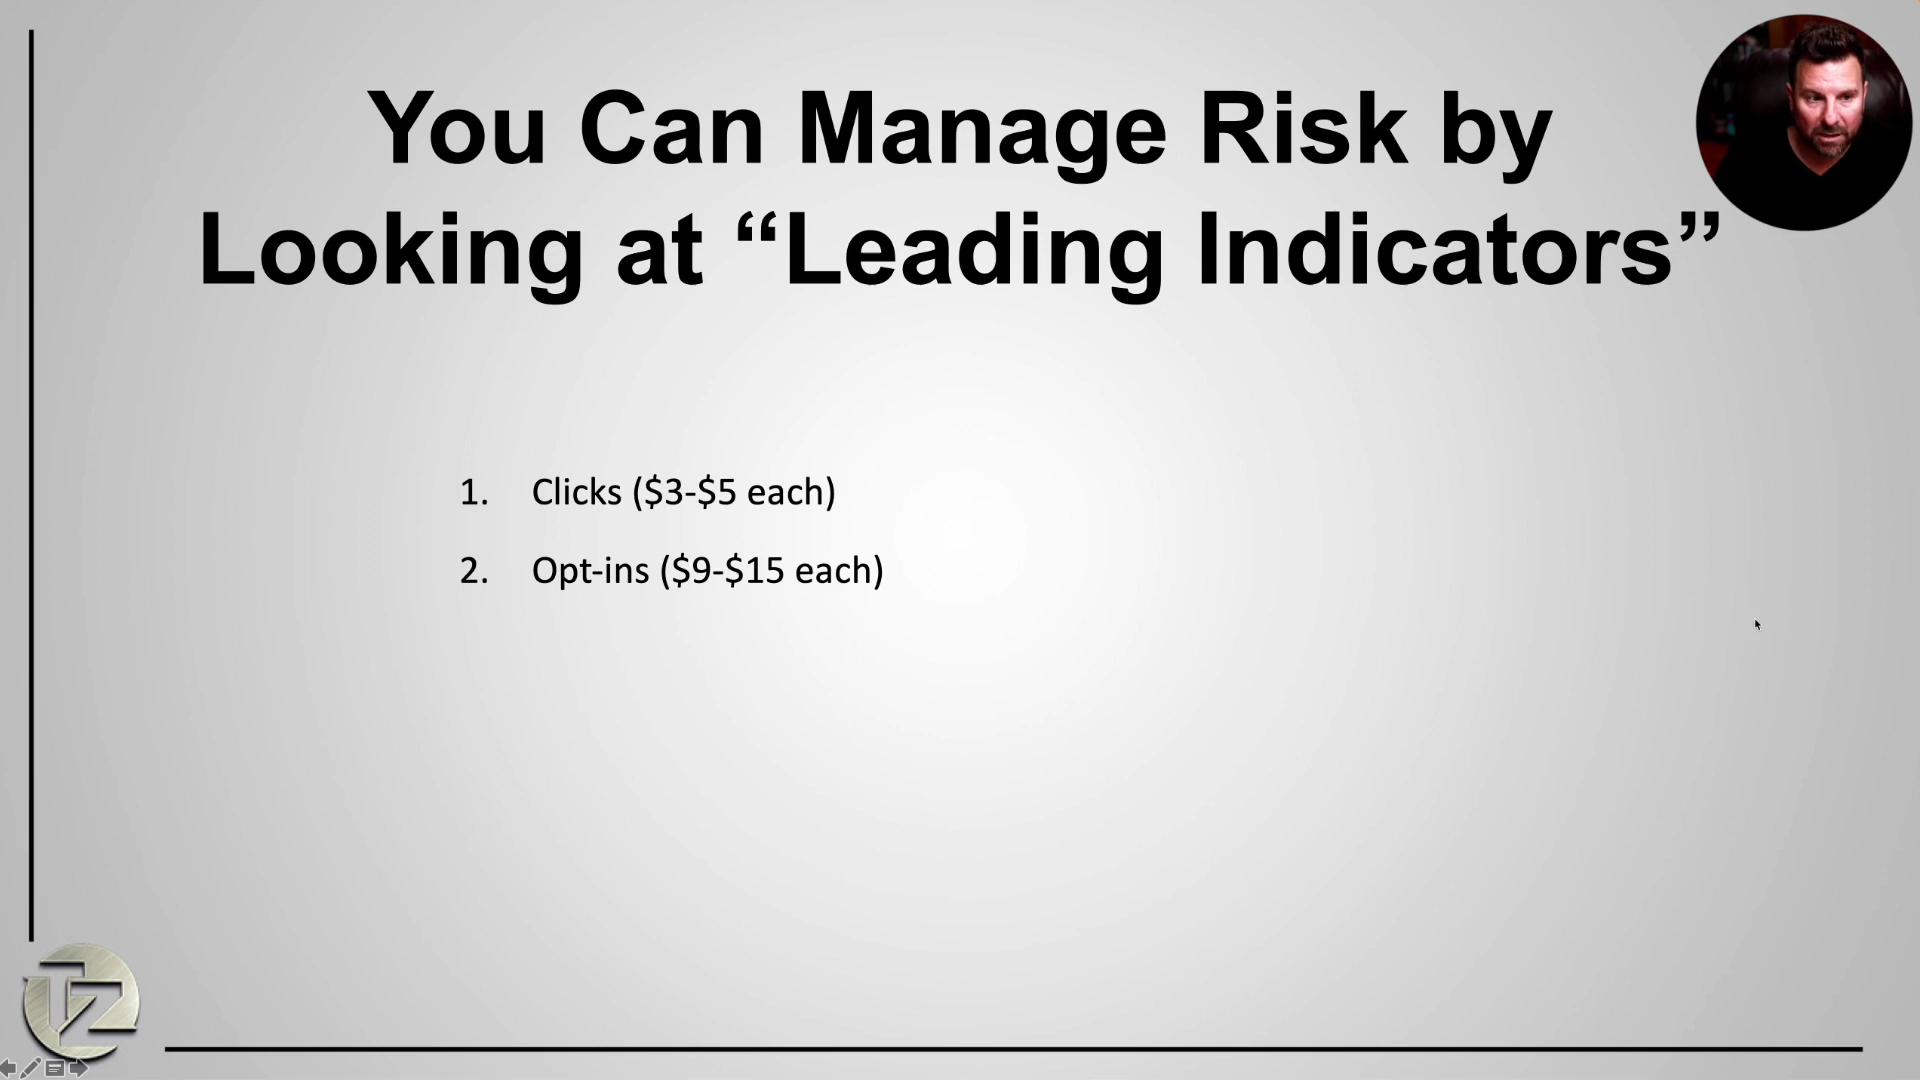 You Can Manage Risk by
Looking at “Leading Indicators”
1. Clicks ($3-$5 each)
2. Opt-ins ($9-$15 each)
TZ